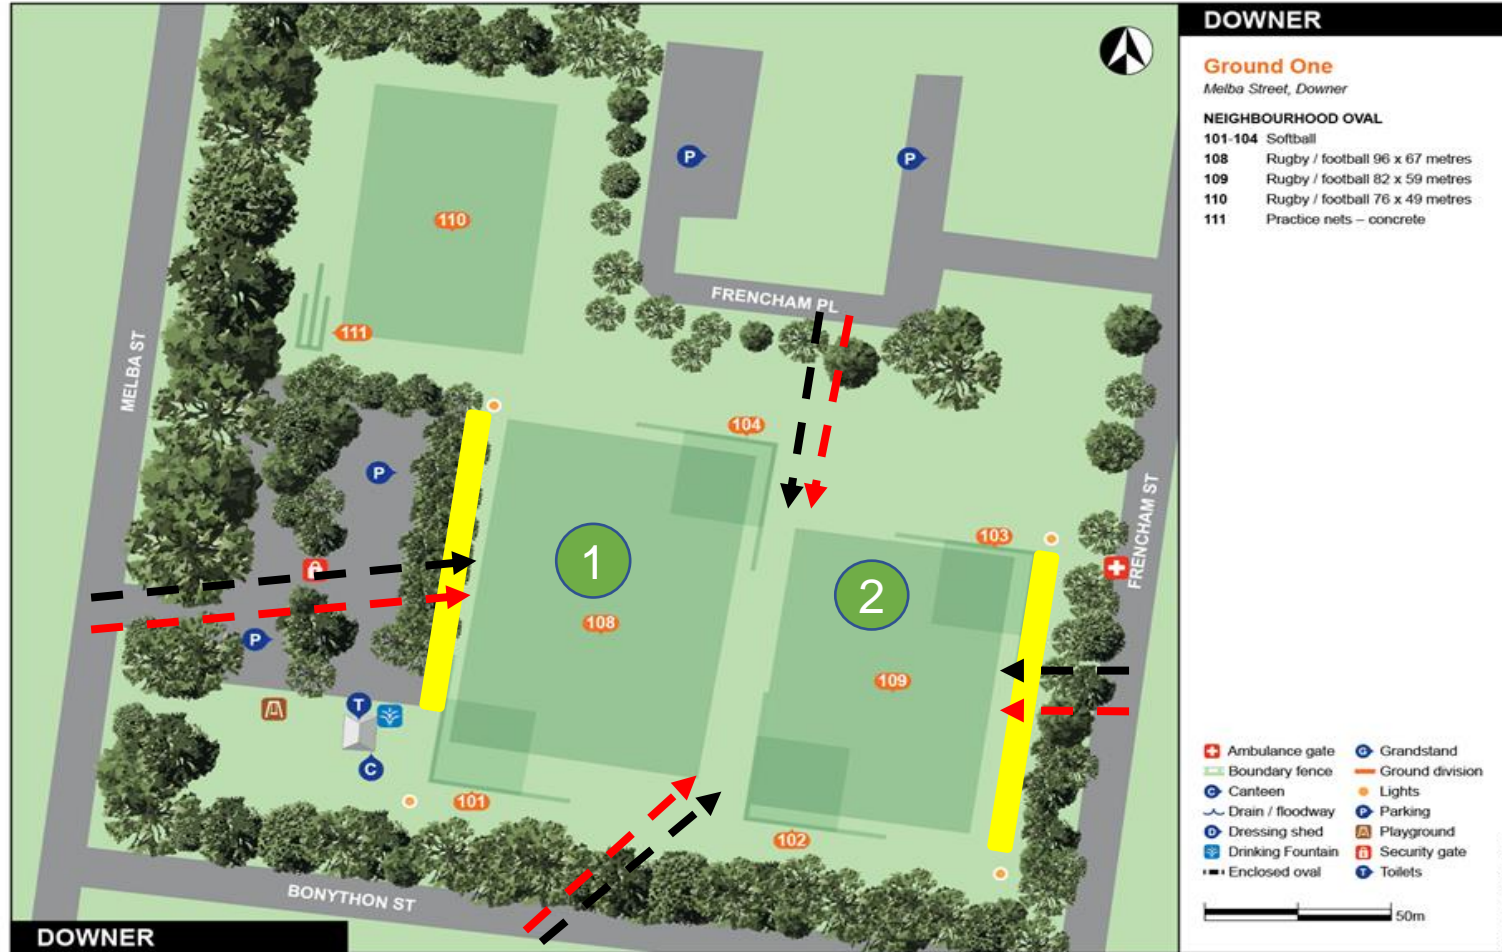 DOWNER
Ground One
Melba Street, Downer
NEIGHBOURHOOD OVAL
101-104 Softball
108 Rugby / football 96 x 67 metres
109 Rugby / football 82 x 59 metres
110 Rugby / football 76 x 49 metres
111 Practice nets – concrete
P
P
110
FRENCHAM PL
111
MELBA ST
104
P
103
FRENCHAM ST
1
2
108
P
109
T
C
101
102
BONYTHON ST
DOWNER
Ambulance gate
G Grandstand
Boundary fence
Ground division
C Canteen
Lights
Drain / floodway
P Parking
D Dressing shed
Playground
Drinking Fountain
Security gate
Enclosed oval
T Toilets
50m